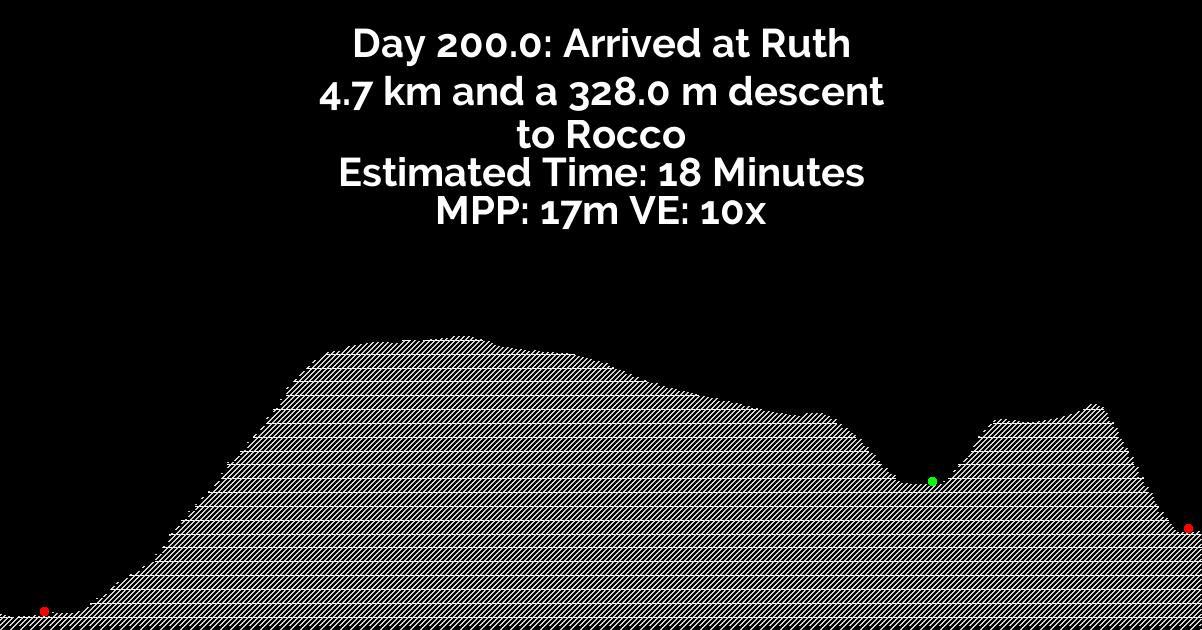 Day 200.0: Arrived at Ruth
4.7 km and a 328.0 m descent
to Rocco
Estimated Time: 18 Minutes
MPP: 17m VE: 10x